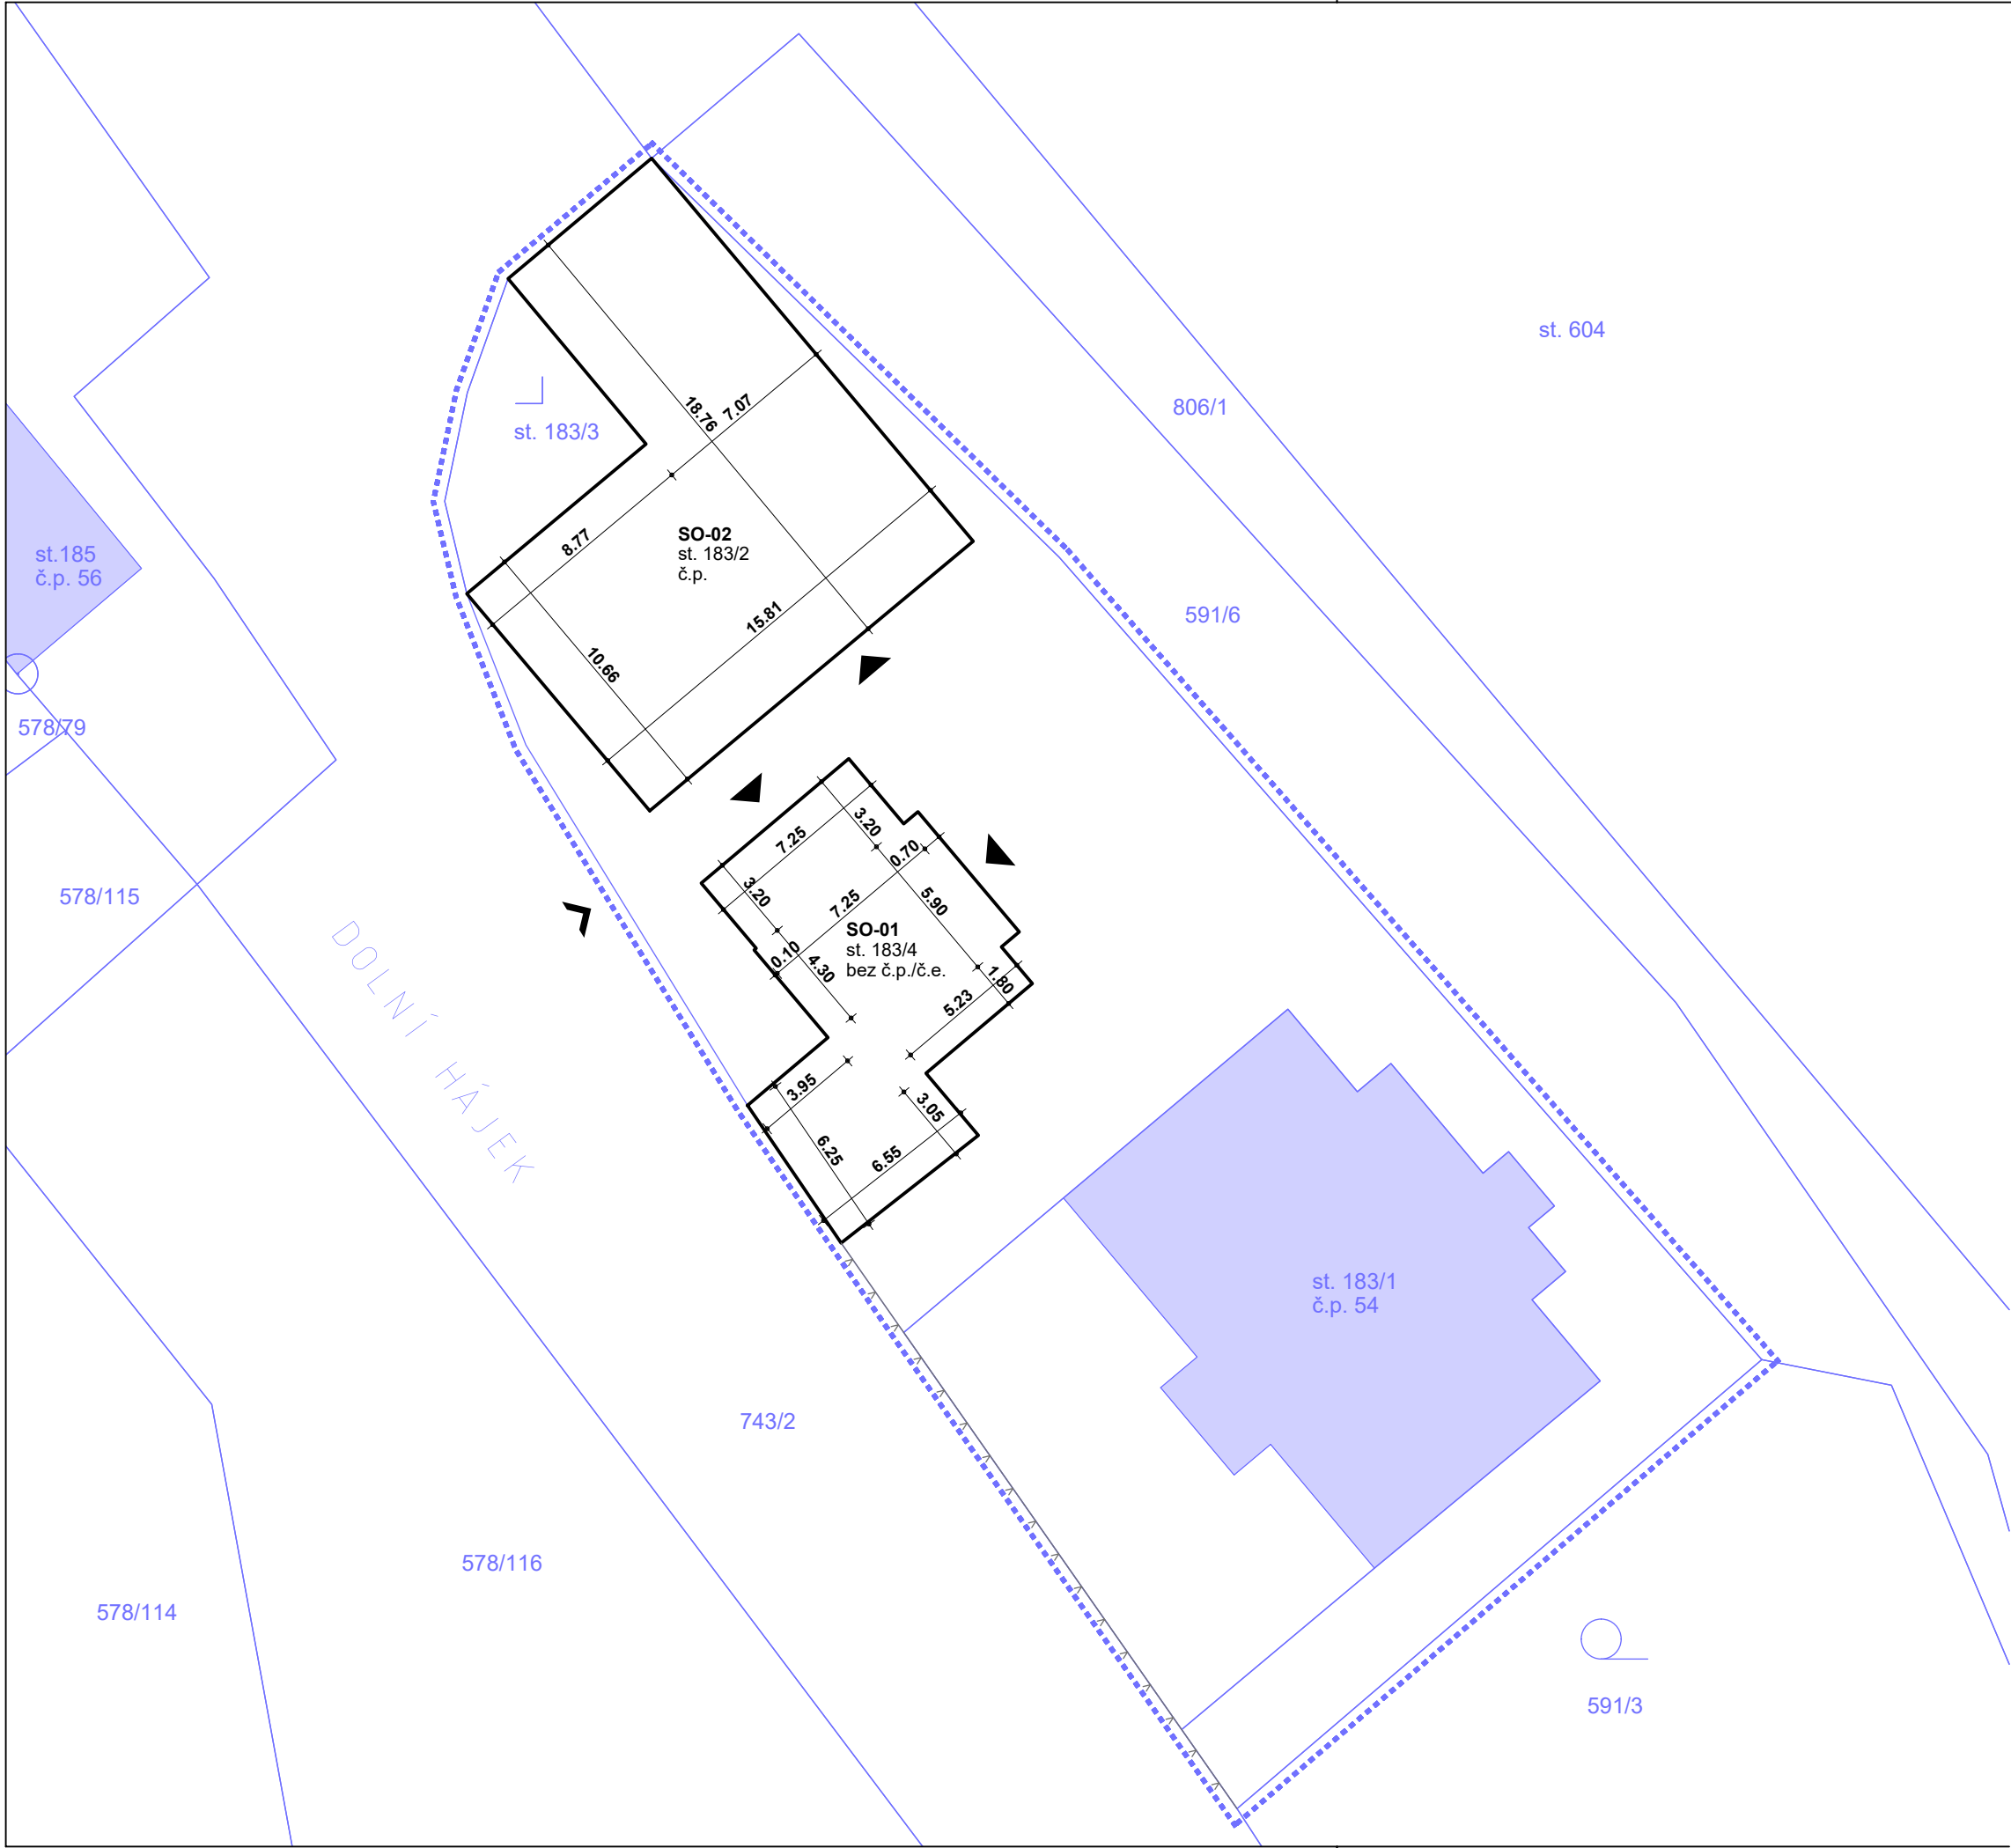 st. 604
806/1
18.76
7.07
st. 183/3
SO-02
st. 183/2
č.p.
8.77
st.185
č.p. 56
591/6
15.81
10.66
578/79
3.20
7.25
0.70
3.20
5.90
7.25
578/115
SO-01
st. 183/4
bez č.p./č.e.
0.10
4.30
1.80
5.23
DOLNÍ HÁJEK
3.95
3.05
6.25
6.55
st. 183/1
č.p. 54
743/2
578/116
578/114
591/3